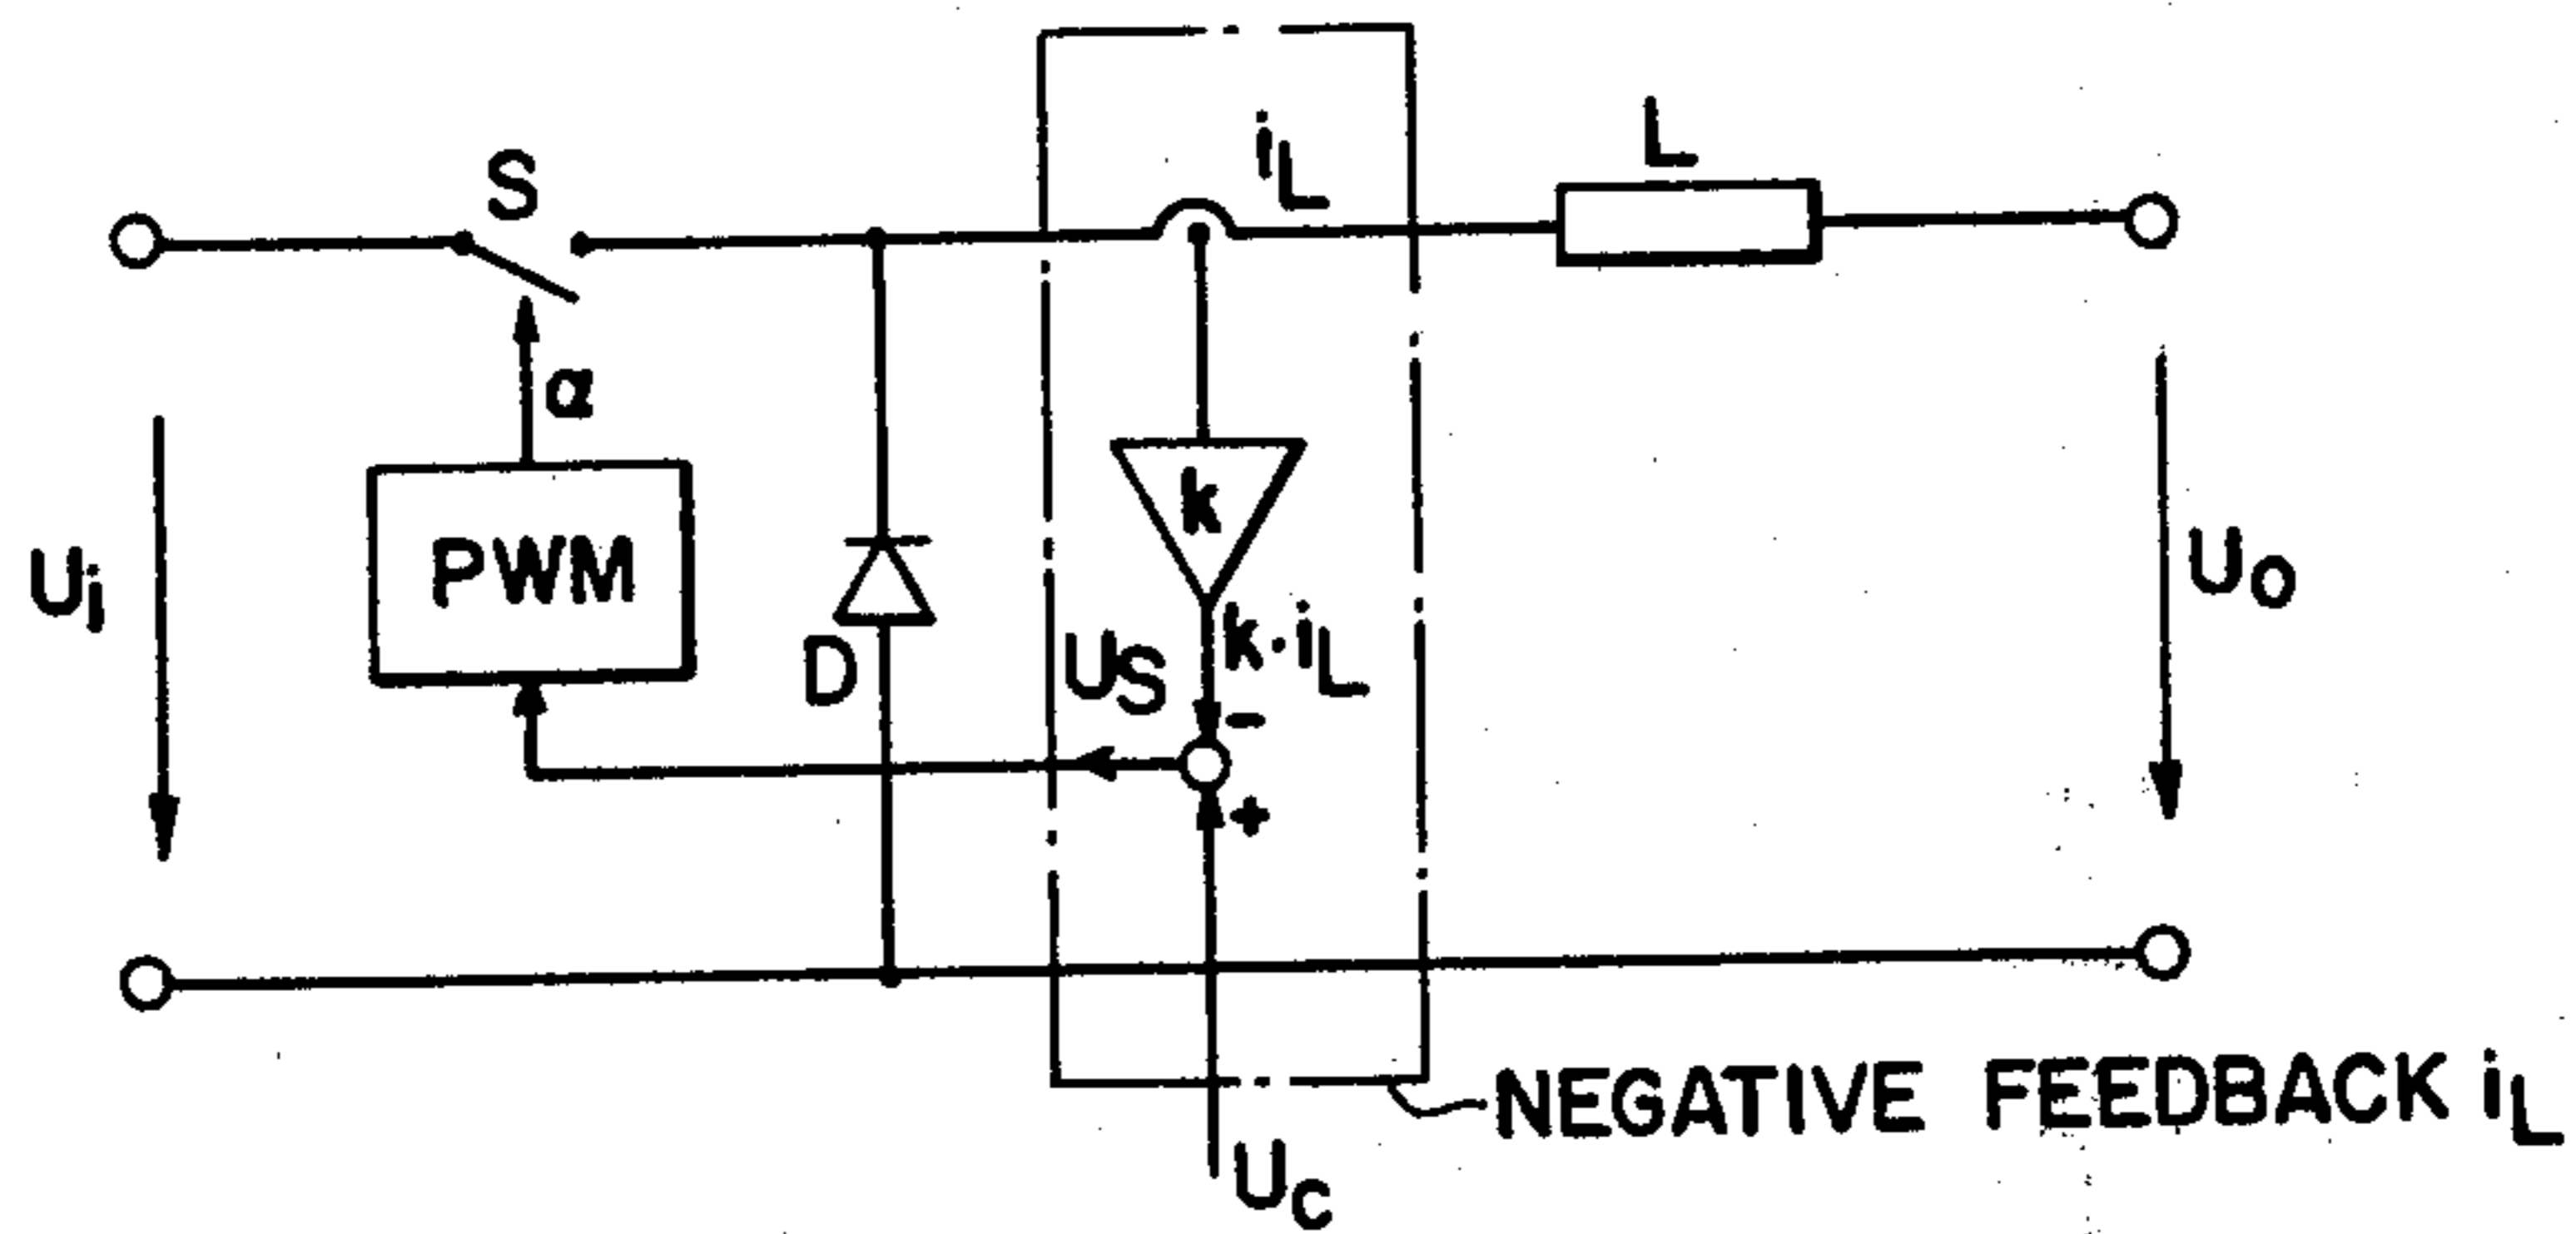 S
iL
L
α
PWM
Ui
D
k
k·iL
US
-
+
Uo
NEGATIVE FEEDBACK iL
Uc